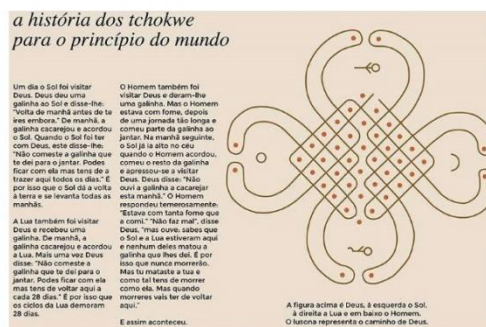 a história dos tchokwe
para o princípio do mundo
Um dia o Sol foi visitar
Deus. Deus deu uma
galinha ao Sol e disse-lhe:
"Volta de manhã antes de te
ires embora." De manhã, a
galinha cacarejou e acordou
o Sol. Quando o Sol foi ter
com Deus, este disse-lhe:
"Não comeste a galinha que
te dei para o jantar. Podes
ficar com ela mas tens de a
trazer aqui todos os dias." É
por isso que o Sol dá a volta
à terra e se levanta todas as
manhãs.
A Lua também foi visitar
Deus e recebeu uma
galinha. De manhã, a
galinha cacarejou e acordou
a Lua. Mais uma vez Deus
disse: "Não comeste a
galinha que te dei para o
jantar. Podes ficar com ela
mas tens de voltar aqui a
cada 28 dias." É por isso que
os ciclos da Lua demoram
28 dias.
O Homem também foi
visitar Deus e deram-lhe
uma galinha. Mas o Homem
estava com fome, depois
de uma jornada tão longa e
comeu parte da galinha ao
jantar. Na manhã seguinte,
o Sol já ia alto no céu
quando o Homem acordou,
comeu o resto da galinha
e apressou-se a visitar
Deus. Deus disse: "Não
ouvi a galinha a cacarejar
esta manhã." O Homem
respondeu temerosamente:
"Estava com tanta fome que
a comi." "Não faz mal", disse
Deus, "mas ouve: sabes que
o Sol e a Lua estiveram aqui
e nenhum deles matou a
galinha que lhes dei. É por
isso que nunca morrerão.
Mas tu mataste a tua e
como tal tens de morrer
como ela. Mas quando
morreres vais ter de voltar
aqui."
E assim aconteceu.
A figura acima é Deus, à esquerda o Sol,
à direita a Lua e em baixo o Homem.
O lusona representa o caminho de Deus.